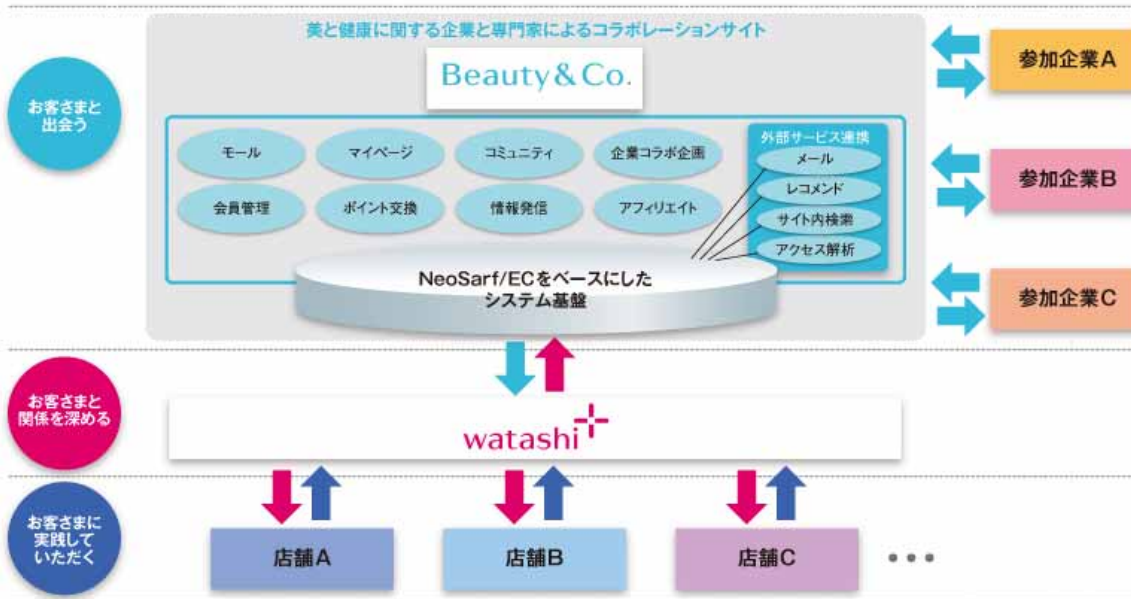 美と健康に関する企業と専門家によるコラボレーションサイト
Beauty&Co.
お客さまと
出会う
モール
マイページ
コミュニティ
企業コラボ企画
会員管理
ポイント交換
情報発信
アフィリエイト
外部サービス連携
メール
レコメンド
サイト内検索
アクセス解析
NeoSarf/ECをベースにした
システム基盤
参加企業A
参加企業B
参加企業C
お客さまと
関係を深める
watashi+
お客さまに
実践して
いただく
店舗A
店舗B
店舗C
•••